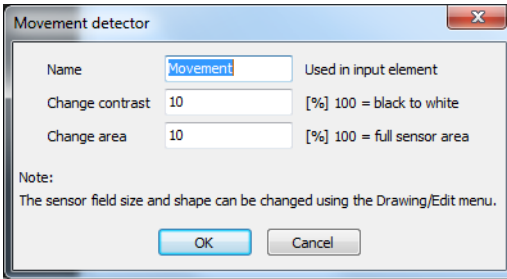 Movement detector
Name Movement Used in input element
Change contrast 10 [%] 100 = black to white
Change area 10 [%] 100 = full sensor area
Note:
The sensor field size and shape can be changed using the Drawing/Edit menu.
OK Cancel